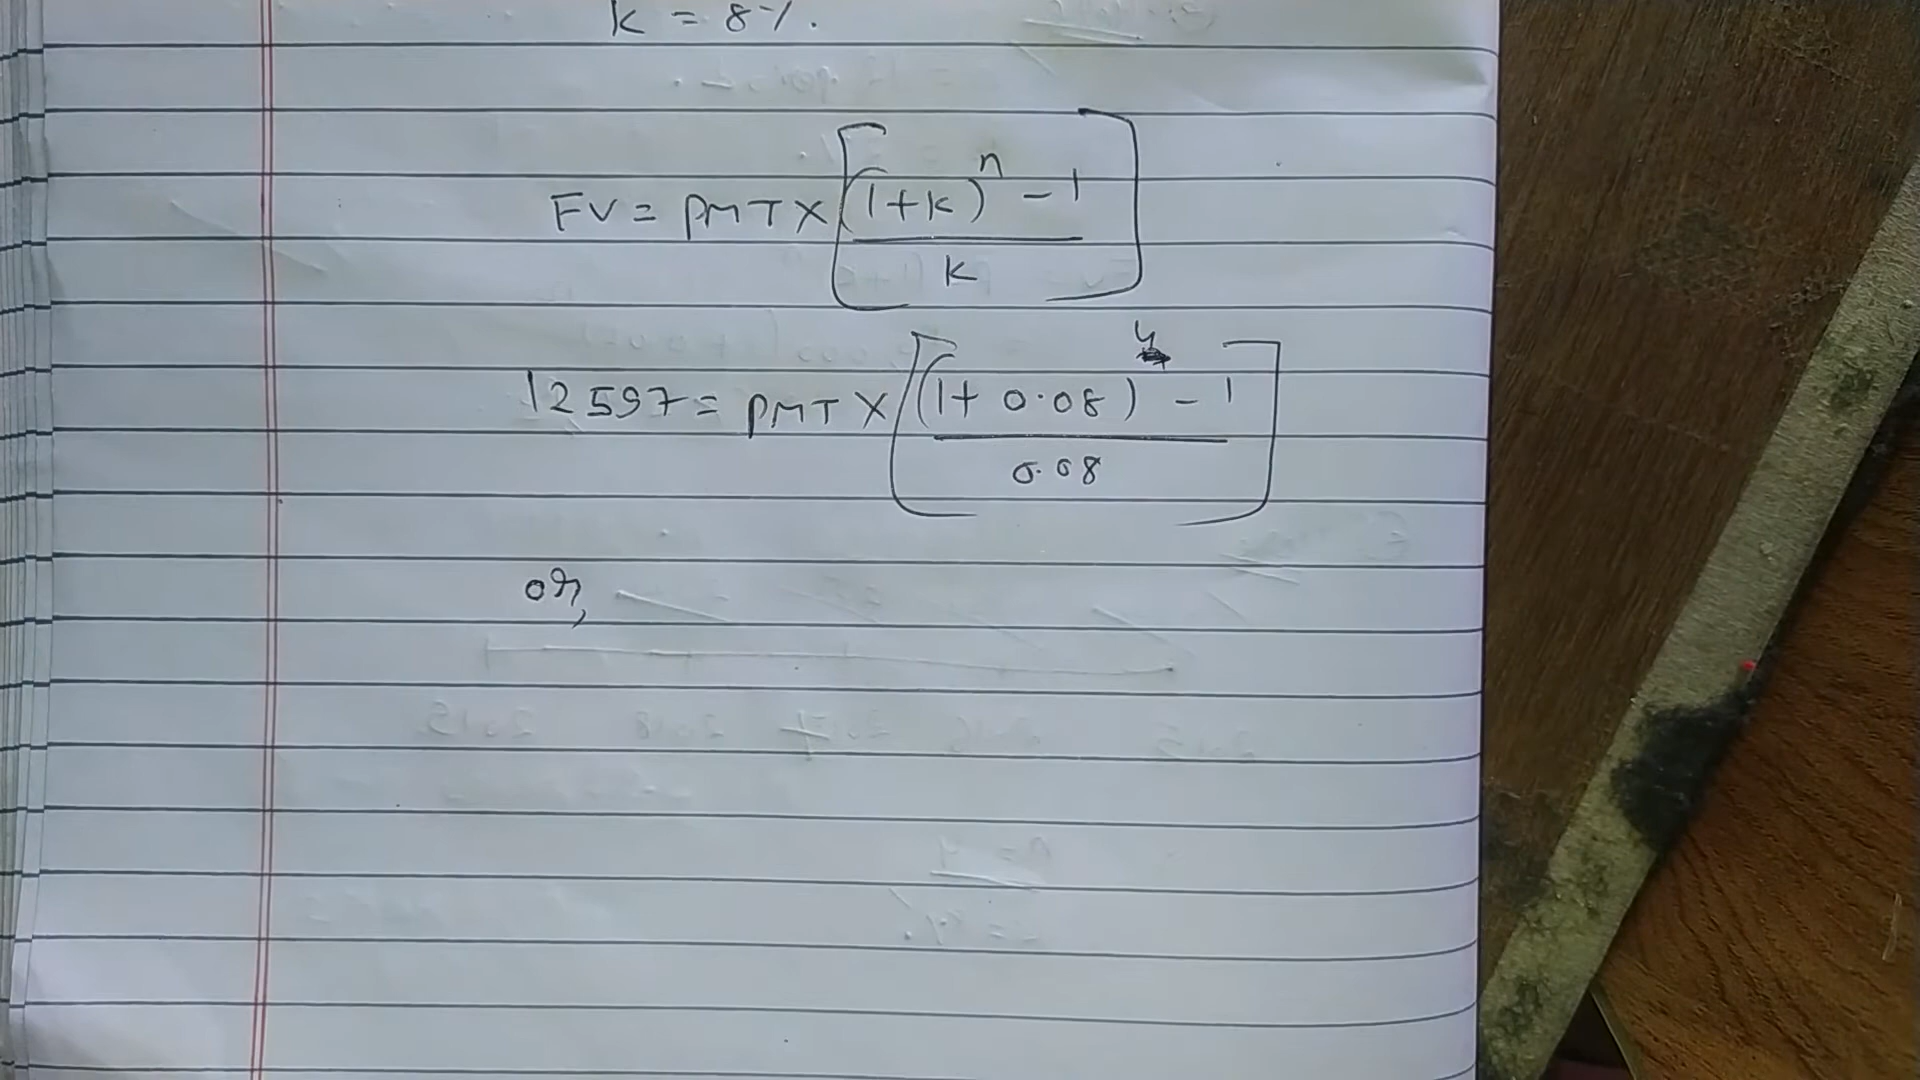 k = 8%.
FV = PMT X [(1+k)^n - 1 / k]
12597 = PMT X [(1+ 0.08)^4 - 1 / 0.08]
or,